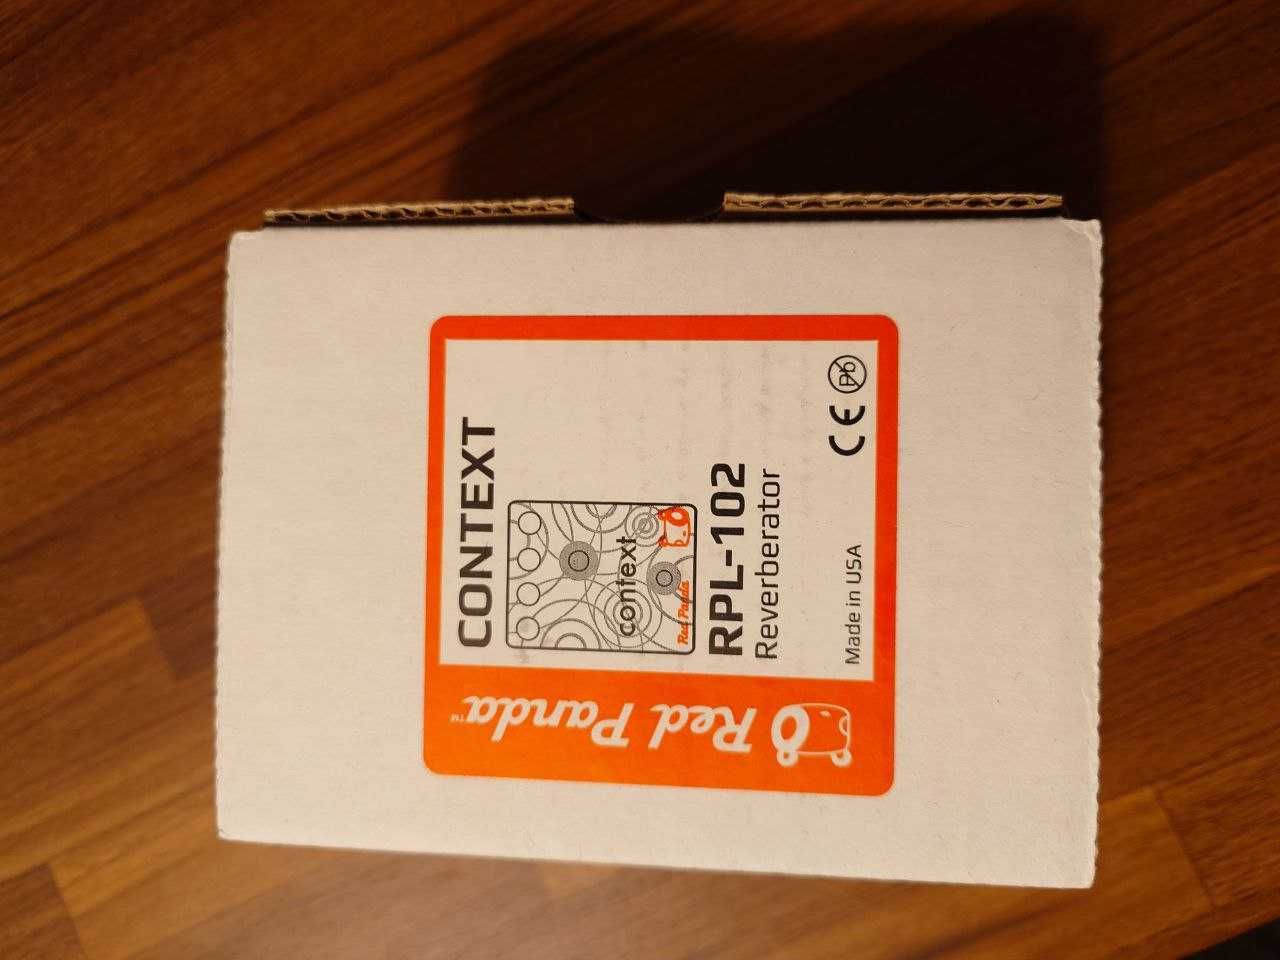 Red Panda™
CONTEXT
context
Red Panda
RPL-102
Reverberator
Made in USA
CE
Pb